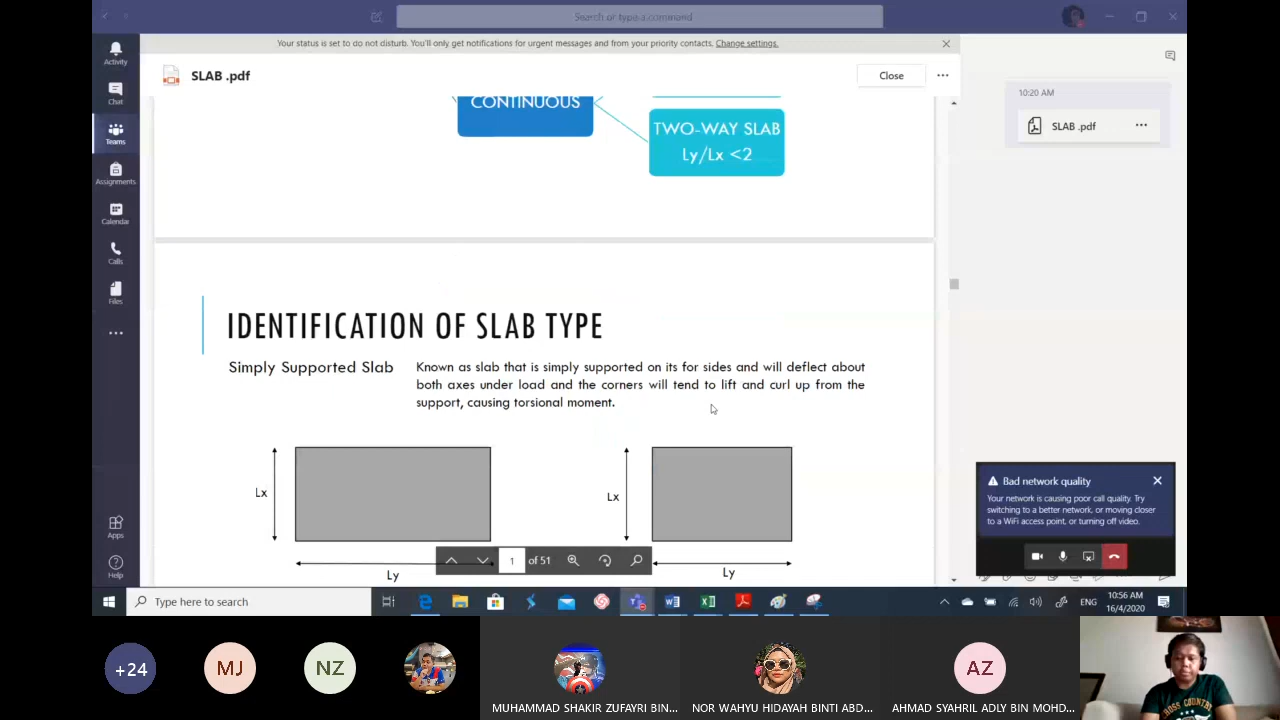 Search or type a command
Your status is set to do not disturb. You'll only get notifications for urgent messages and from your priority contacts. Change settings.
Activity
Chat
Teams
Assignments
Calendar
Calls
Files
Apps
Help
SLAB .pdf
Close
10:20 AM
SLAB .pdf
CONTINUOUS
TWO-WAY SLAB
Ly/Lx <2
IDENTIFICATION OF SLAB TYPE
Simply Supported Slab
Known as slab that is simply supported on its for sides and will deflect about
both axes under load and the corners will tend to lift and curl up from the
support, causing torsional moment.
Lx
Lx
Ly
Ly
1 of 51
Bad network quality
Your network is causing poor call quality. Try
switching to a better network, or moving closer
to a WiFi access point, or turning off video.
Type here to search
ENG
10:56 AM
16/4/2020
+24
MJ
NZ
AZ
MUHAMMAD SHAKIR ZUFAYRI BIN...
NOR WAHYU HIDAYAH BINTI ABD...
AHMAD SYAHRIL ADLY BIN MOHD...
CROSS COUNTRY